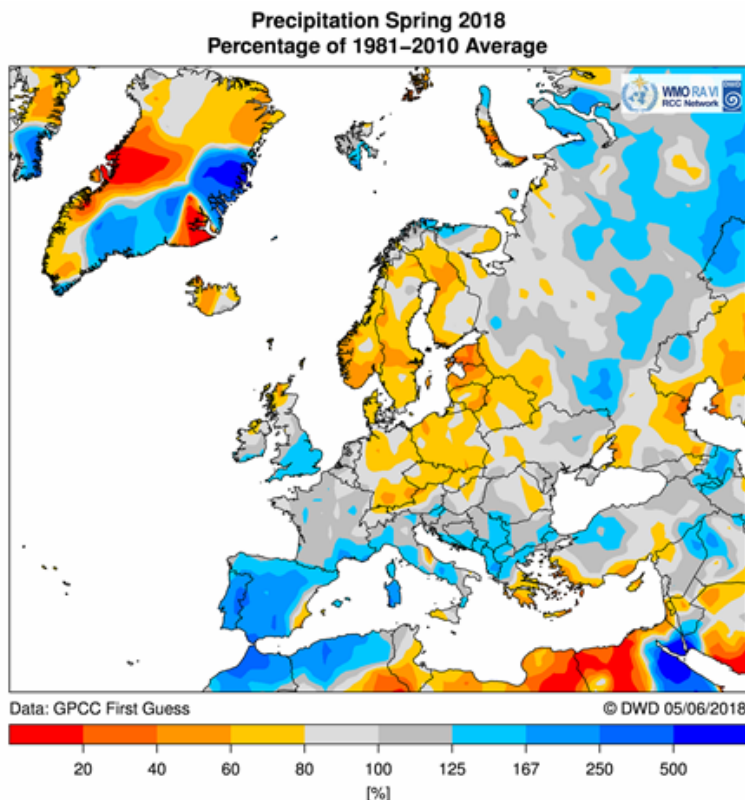 Precipitation Spring 2018
Percentage of 1981–2010 Average
WMO RA VI
RCC Network
Data: GPCC First Guess
© DWD 05/06/2018
20 40 60 80 100 125 167 250 500
[%]